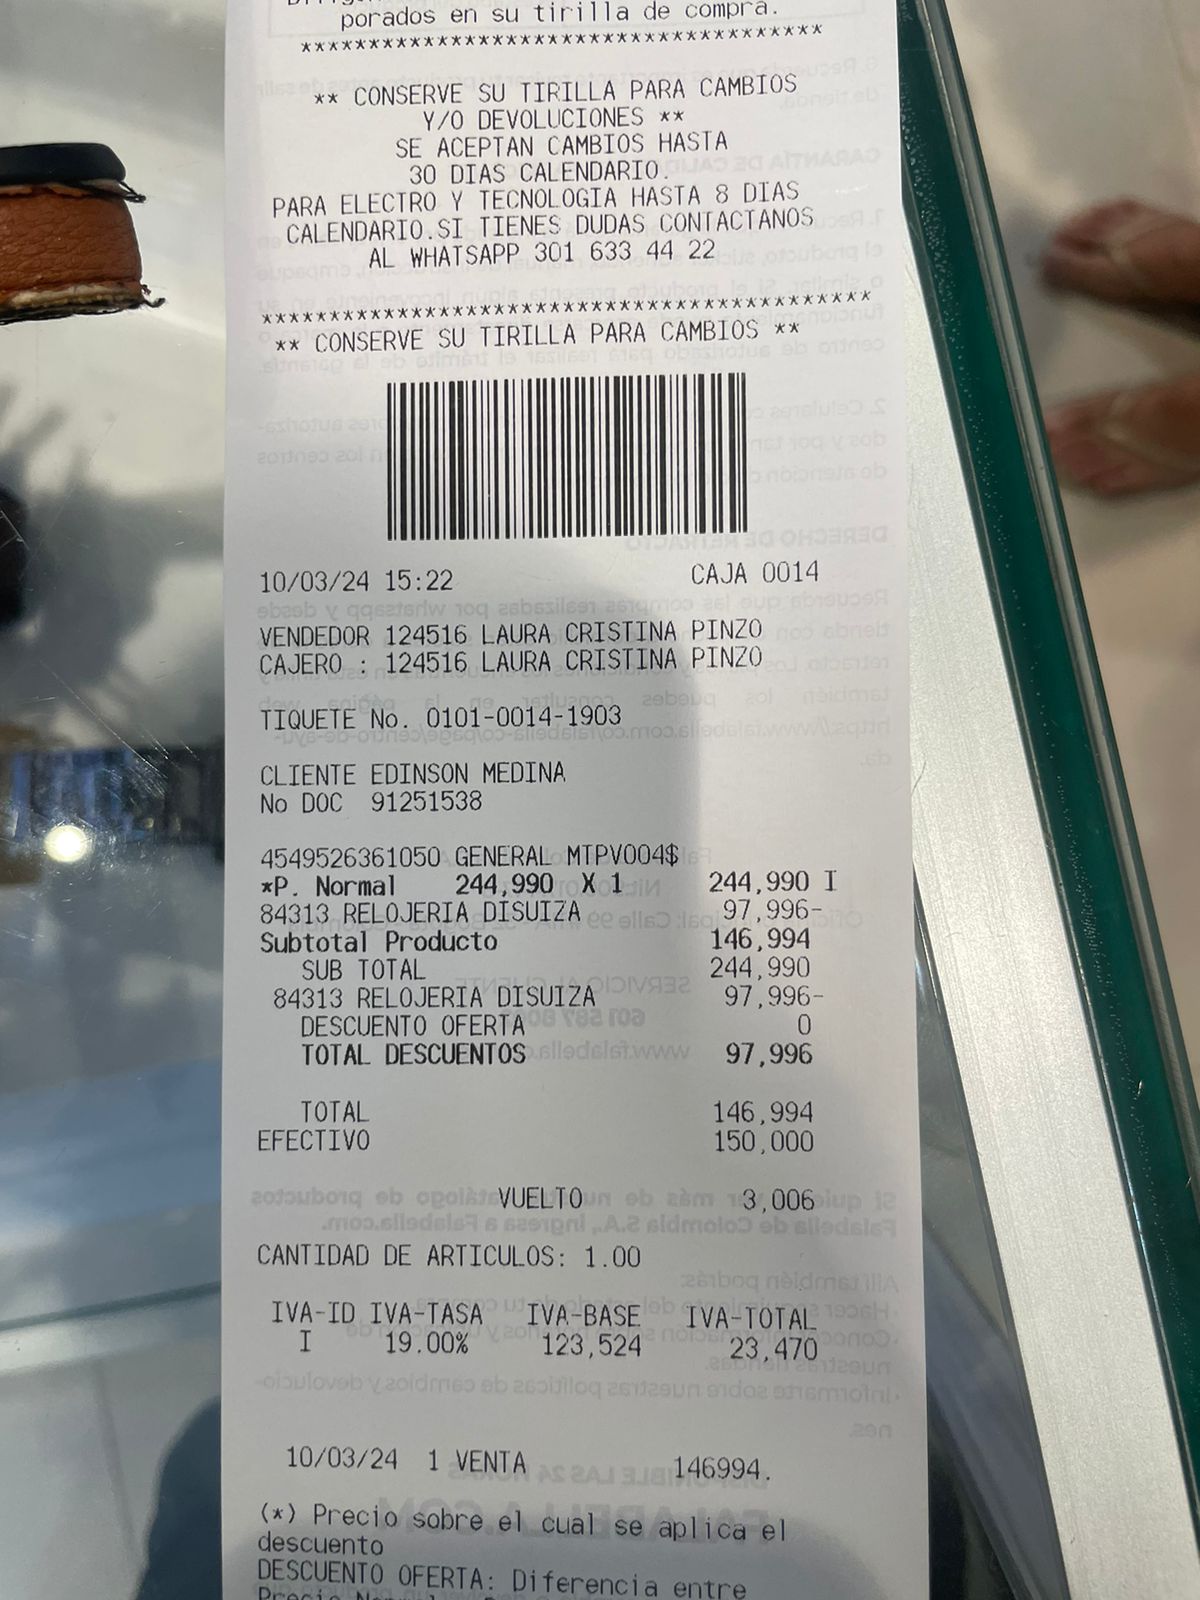 porados en su tirilla de compra.
***************************************
** CONSERVE SU TIRILLA PARA CAMBIOS
Y/O DEVOLUCIONES **
SE ACEPTAN CAMBIOS HASTA
30 DIAS CALENDARIO.
PARA ELECTRO Y TECNOLOGIA HASTA 8 DIAS
CALENDARIO.SI TIENES DUDAS CONTACTANOS
AL WHATSAPP 301 633 44 22
*********************************************
** CONSERVE SU TIRILLA PARA CAMBIOS **
10/03/24 15:22 CAJA 0014
VENDEDOR 124516 LAURA CRISTINA PINZO
CAJERO : 124516 LAURA CRISTINA PINZO
TIQUETE No. 0101-0014-1903
CLIENTE EDINSON MEDINA
No DOC 91251538
4549526361050 GENERAL MTPV004$
*P. Normal 244,990 X 1 244,990 I
84313 RELOJERIA DISUIZA 97,996-
Subtotal Producto 146,994
SUB TOTAL 244,990
84313 RELOJERIA DISUIZA 97,996-
DESCUENTO OFERTA 0
TOTAL DESCUENTOS 97,996
TOTAL 146,994
EFECTIVO 150,000
VUELTO 3,006
CANTIDAD DE ARTICULOS: 1.00
IVA-ID IVA-TASA IVA-BASE IVA-TOTAL
I 19.00% 123,524 23,470
10/03/24 1 VENTA 146994.
(*) Precio sobre el cual se aplica el
descuento
DESCUENTO OFERTA: Diferencia entre